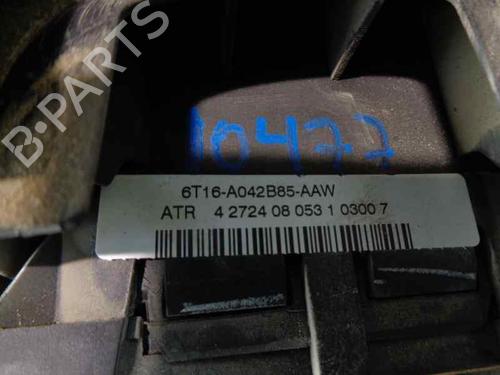 B-PARTS
10477
6T16-A042B85-AAW
ATR 4 2724 08 053 1 0300 7